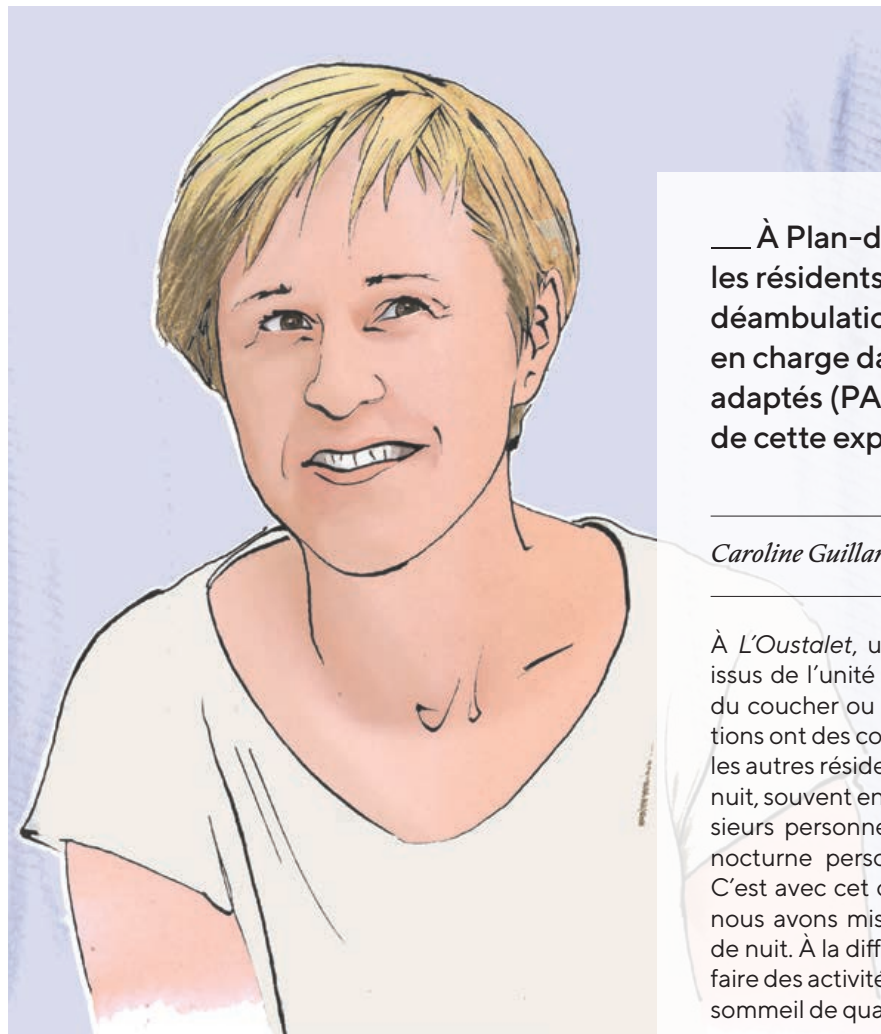 __ À Plan-d
les résidents
déambulatio
en charge da
adaptés (PA
de cette exp
Caroline Guillar
À L'Oustalet, u
issus de l'unité
du coucher ou
tions ont des co
les autres réside
nuit, souvent en
sieurs personne
nocturne perso
C'est avec cet o
nous avons mis
de nuit. À la diff
faire des activité
sommeil de qua